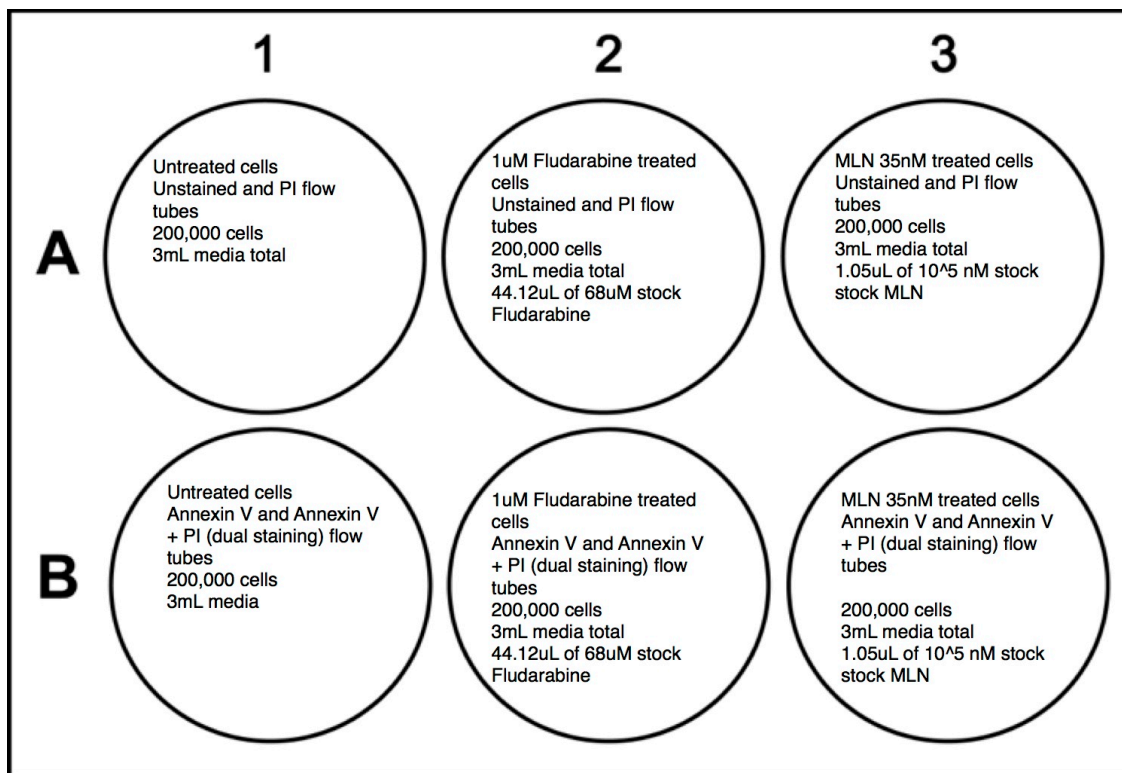 1 2 3
A
Untreated cells
Unstained and PI flow
tubes
200,000 cells
3mL media total
1uM Fludarabine treated
cells
Unstained and PI flow
tubes
200,000 cells
3mL media total
44.12uL of 68uM stock
Fludarabine
MLN 35nM treated cells
Unstained and PI flow
tubes
200,000 cells
3mL media total
1.05uL of 10^5 nM stock
stock MLN
B
Untreated cells
Annexin V and Annexin V
+ PI (dual staining) flow
tubes
200,000 cells
3mL media
1uM Fludarabine treated
cells
Annexin V and Annexin V
+ PI (dual staining) flow
tubes
200,000 cells
3mL media total
44.12uL of 68uM stock
Fludarabine
MLN 35nM treated cells
Annexin V and Annexin V
+ PI (dual staining) flow
tubes
200,000 cells
3mL media total
1.05uL of 10^5 nM stock
stock MLN